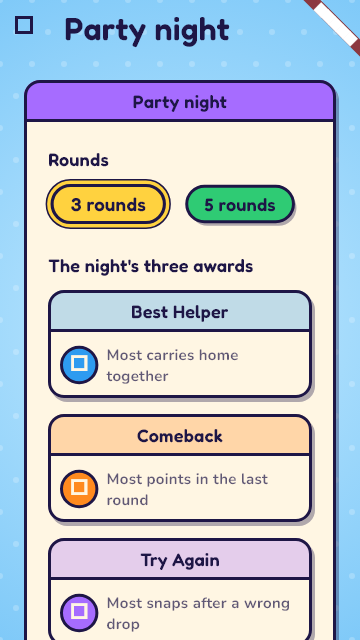 Party night
Party night
Rounds
3 rounds
5 rounds
The night's three awards
Best Helper
Most carries home
together
Comeback
Most points in the last
round
Try Again
Most snaps after a wrong
drop